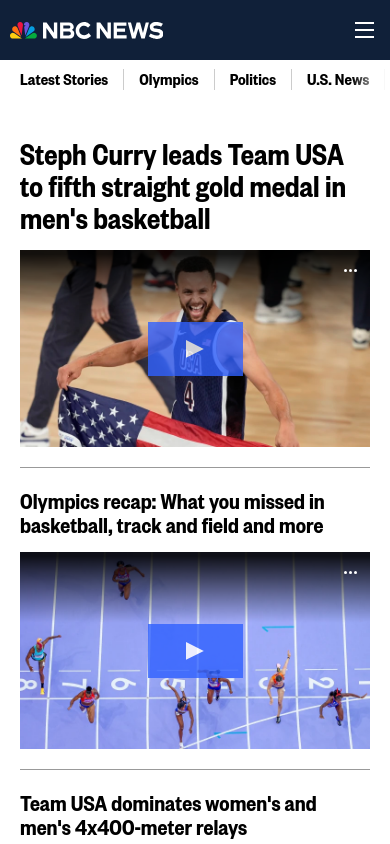 NBC NEWS
Latest Stories
Olympics
Politics
U.S. News
Steph Curry leads Team USA
to fifth straight gold medal in
men's basketball
USA
4
Olympics recap: What you missed in
basketball, track and field and more
8
7
6
5
3
2
Team USA dominates women's and
men's 4x400-meter relays